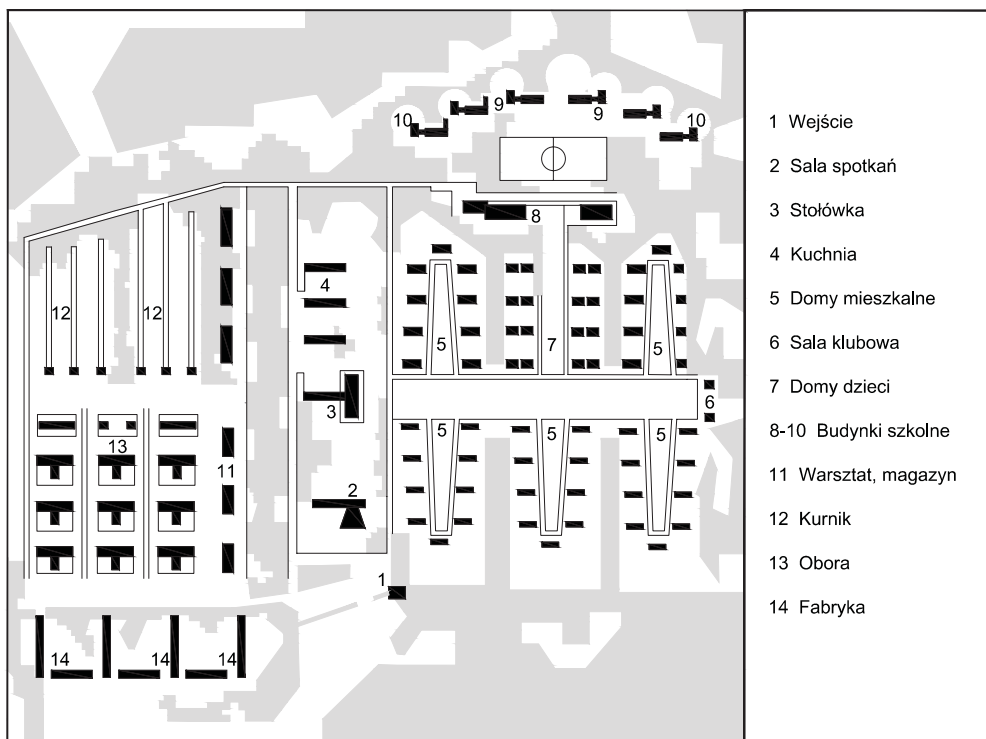 9
10
9
10
8
4
12
12
5
7
5
6
3
5
5
5
13
11
2
1
14
14
14
1 Wejście
2 Sala spotkań
3 Stołówka
4 Kuchnia
5 Domy mieszkalne
6 Sala klubowa
7 Domy dzieci
8-10 Budynki szkolne
11 Warsztat, magazyn
12 Kurnik
13 Obora
14 Fabryka